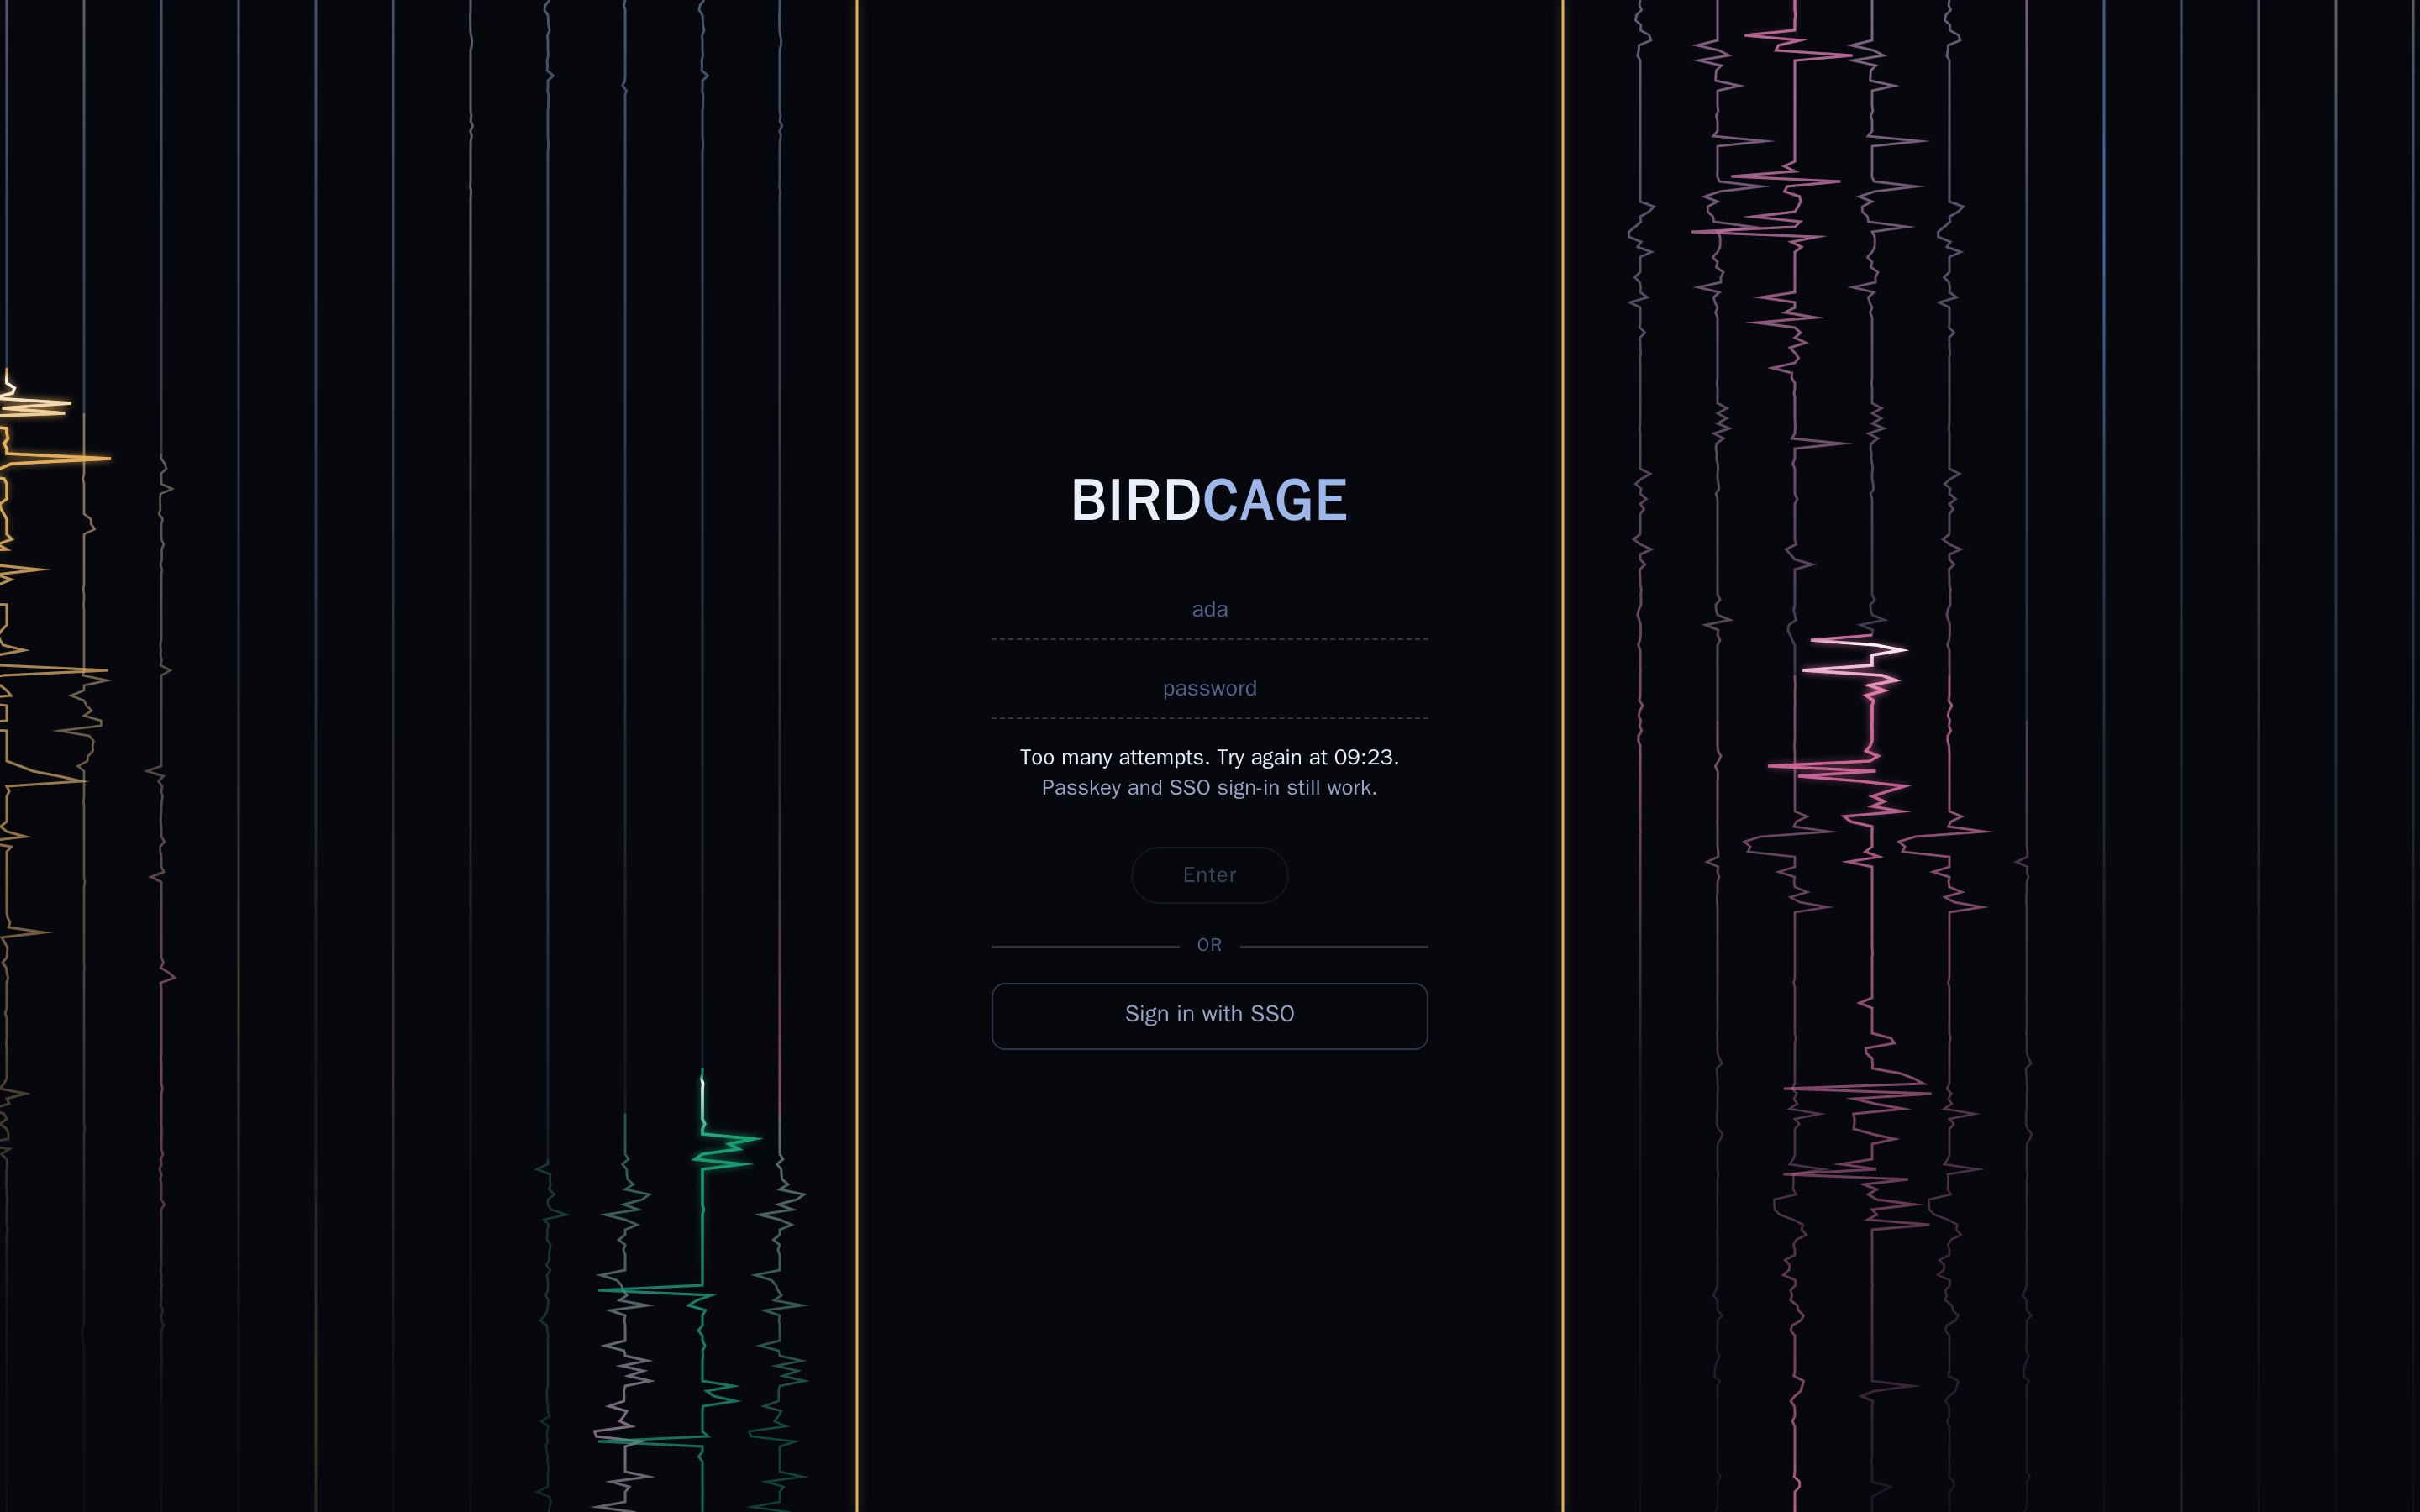 BIRDCAGE
ada
password
Too many attempts. Try again at 09:23.
Passkey and SSO sign-in still work.
Enter
OR
Sign in with SSO